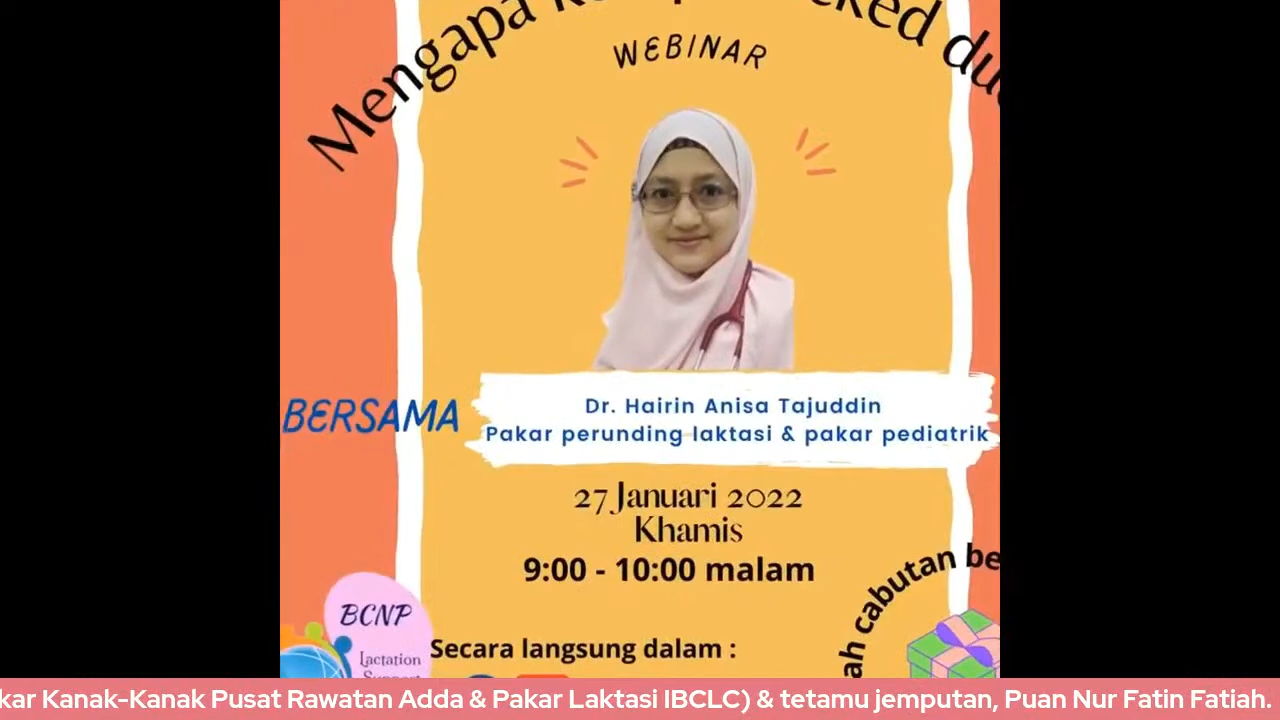 Mengapa
WEBINAR
BERSAMA
Dr. Hairin Anisa Tajuddin
Pakar perunding laktasi & pakar pediatrik
27 Januari 2022
Khamis
9:00 - 10:00 malam
cabutan
BCNP
Lactation
Secara langsung dalam :
Kanak-Kanak Pusat Rawatan Adda & Pakar Laktasi IBCLC) & tetamu jemputan, Puan Nur Fatin Fatiah.